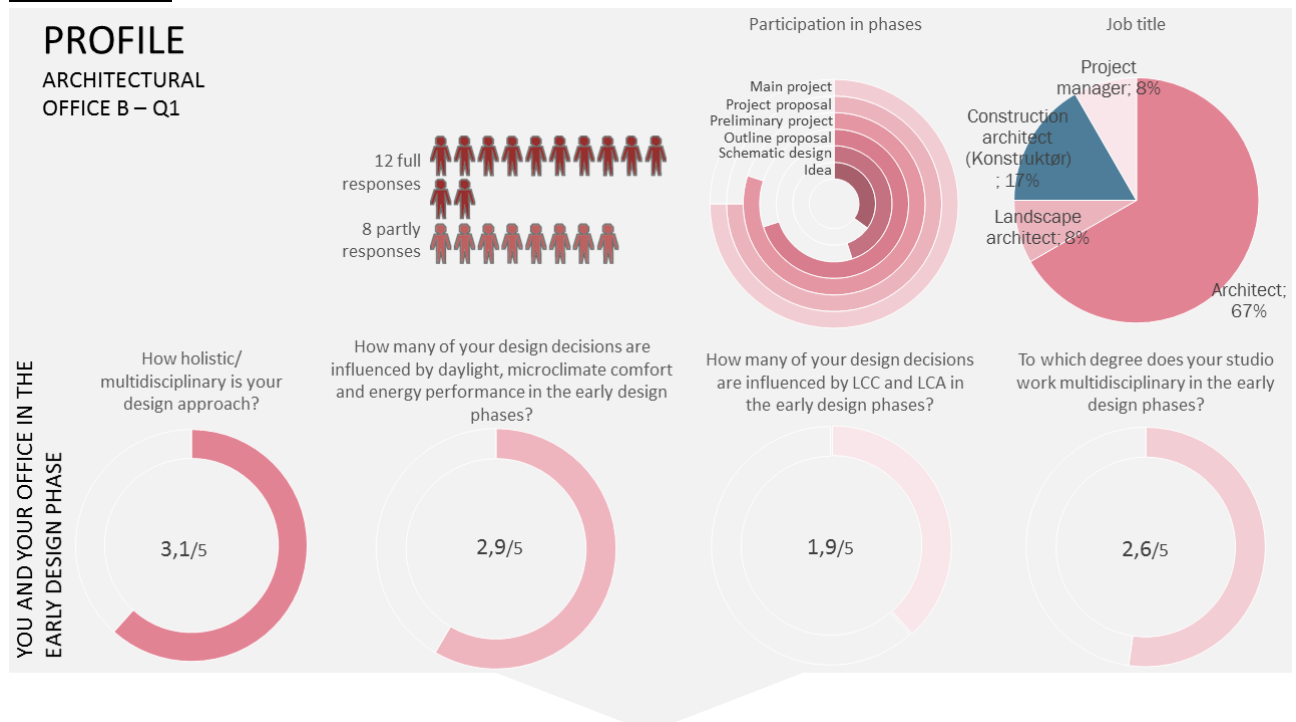 PROFILE
ARCHITECTURAL
OFFICE B – Q1
12 full
responses
8 partly
responses
Participation in phases
Main project
Project proposal
Preliminary project
Outline proposal
Schematic design
Idea
Job title
Project
manager; 8%
Construction
architect
(Konstruktør)
; 17%
Landscape
architect; 8%
Architect;
67%
YOU AND YOUR OFFICE IN THE
EARLY DESIGN PHASE
How holistic/
multidisciplinary is your
design approach?
3,1/5
How many of your design decisions are
influenced by daylight, microclimate comfort
and energy performance in the early design
phases?
2,9/5
How many of your design decisions
are influenced by LCC and LCA in
the early design phases?
1,9/5
To which degree does your studio
work multidisciplinary in the early
design phases?
2,6/5